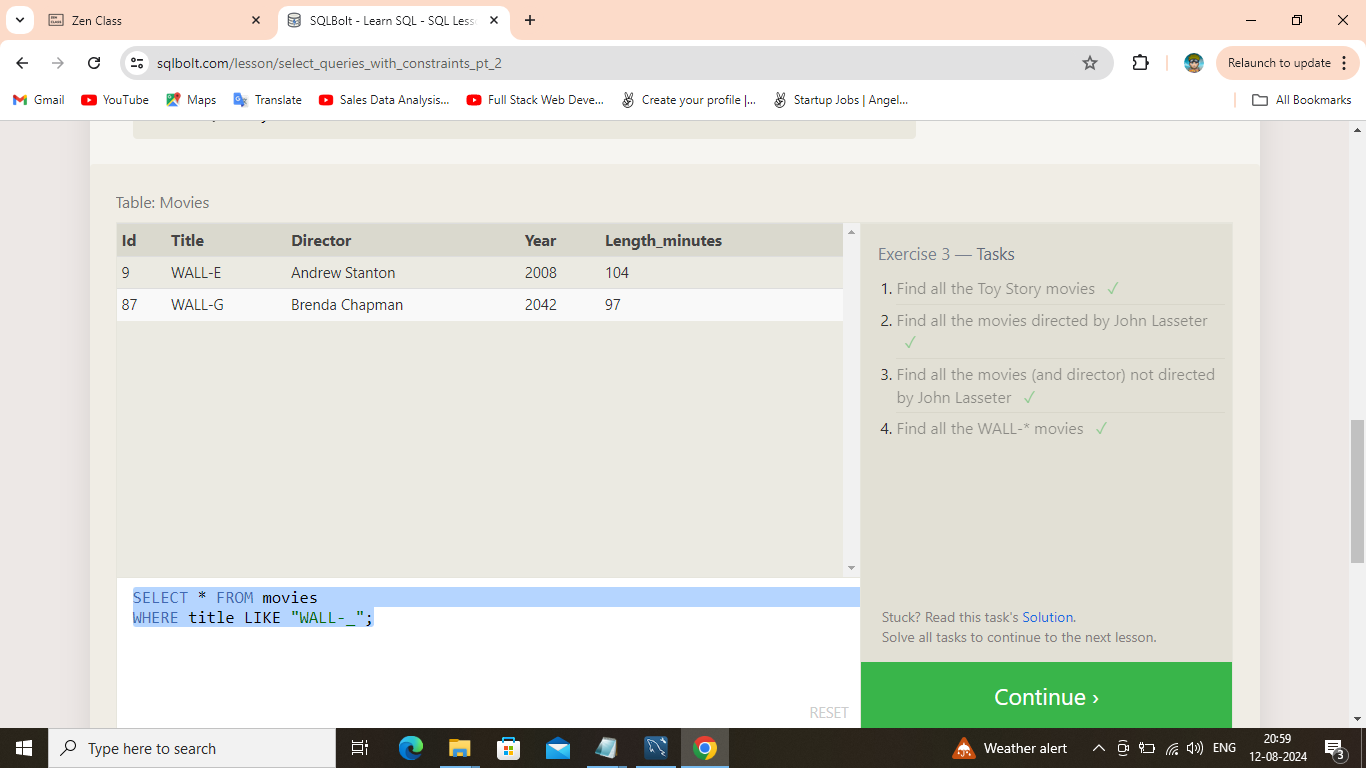 Zen Class
SQLBolt - Learn SQL - SQL Less
sqlbolt.com/lesson/select_queries_with_constraints_pt_2
Relaunch to update
Gmail YouTube Maps Translate Sales Data Analysis... Full Stack Web Deve... Create your profile |... Startup Jobs | Angel... All Bookmarks
Table: Movies
Id Title Director Year Length_minutes
9 WALL-E Andrew Stanton 2008 104
87 WALL-G Brenda Chapman 2042 97
Exercise 3 — Tasks
1. Find all the Toy Story movies ✓
2. Find all the movies directed by John Lasseter
✓
3. Find all the movies (and director) not directed
by John Lasseter ✓
4. Find all the WALL-* movies ✓
SELECT * FROM movies
WHERE title LIKE "WALL-_";
RESET
Stuck? Read this task's Solution.
Solve all tasks to continue to the next lesson.
Continue ›
Type here to search
Weather alert
ENG
20:59
12-08-2024
3